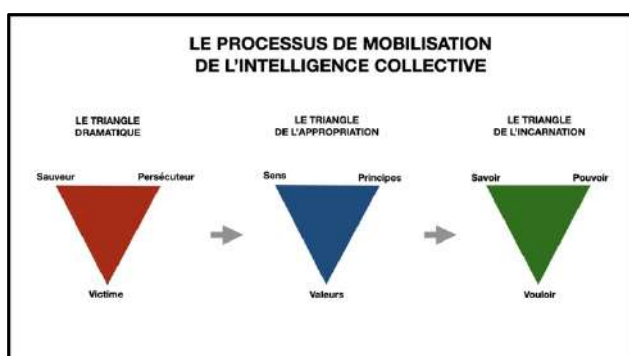 LE PROCESSUS DE MOBILISATION
DE L'INTELLIGENCE COLLECTIVE
LE TRIANGLE
DRAMATIQUE
Sauveur
Persécuteur
Victime
LE TRIANGLE
DE L'APPROPRIATION
Sens
Principes
Valeurs
LE TRIANGLE
DE L'INCARNATION
Savoir
Pouvoir
Vouloir